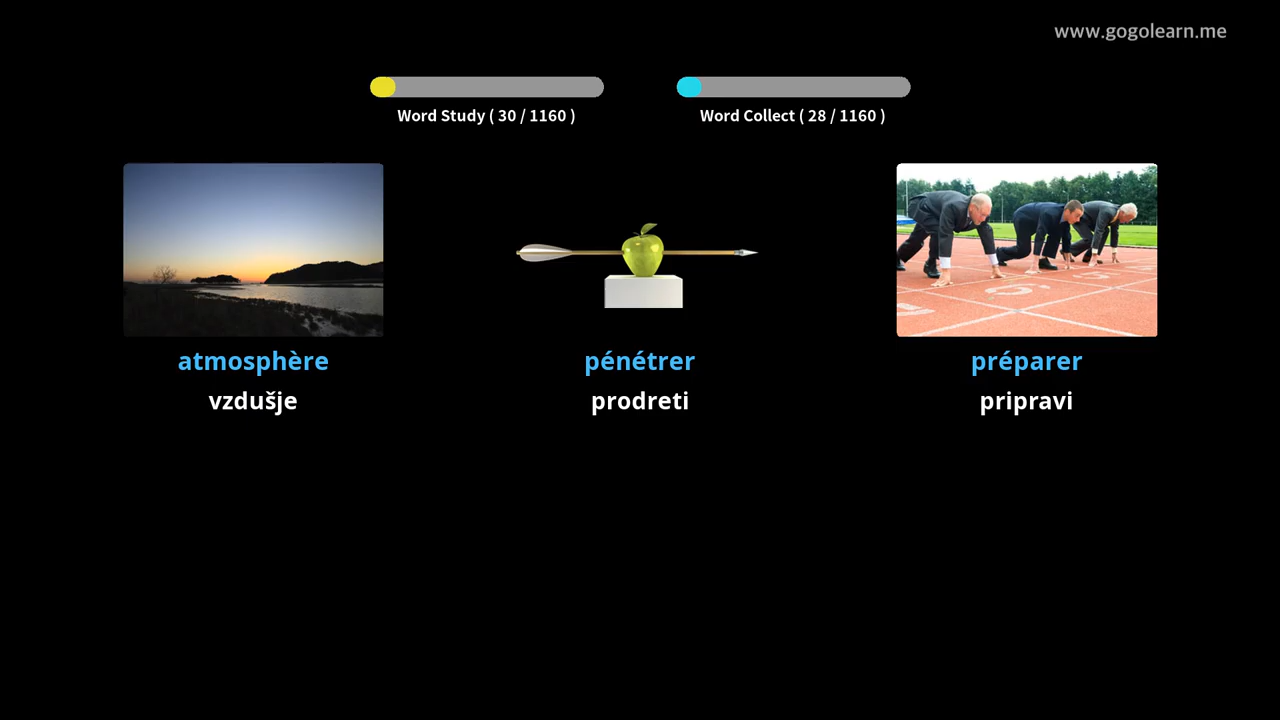 www.gogolearn.me
Word Study ( 30 / 1160 )
Word Collect ( 28 / 1160 )
atmosphère
pénétrer
préparer
vzdušje
prodreti
pripravi